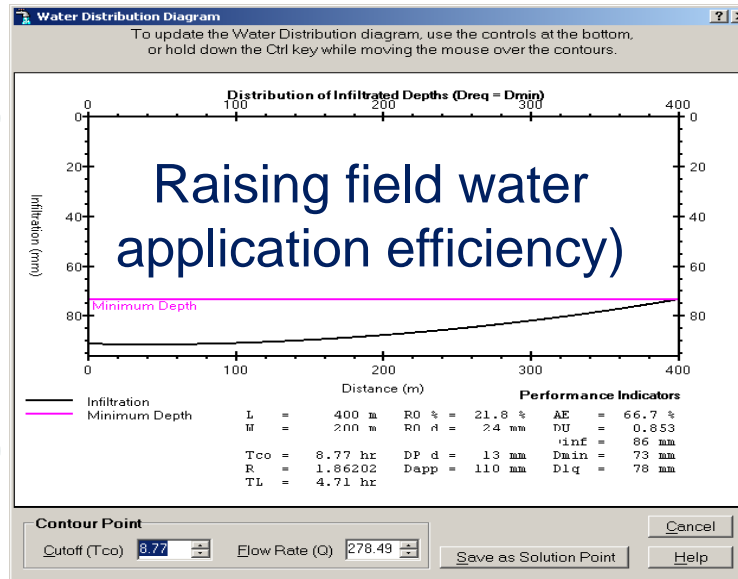 Water Distribution Diagram
To update the Water Distribution diagram, use the controls at the bottom,
or hold down the Ctrl key while moving the mouse over the contours.
Distribution of Infiltrated Depths (Dreq = Dmin)
0 100 200 300 400
0 0
20 20
Raising field water
40 40
application efficiency)
60 60
Infiltration (mm)
Minimum Depth
80 80
0 100 200 300 400
Distance (m)
Infiltration
Minimum Depth
Performance Indicators
L = 400 m RO % = 21.8 % AE = 66.7 %
W = 200 m RO d = 24 mm DU = 0.853
inf = 86 mm
Tco = 8.77 hr DP d = 13 mm Dmin = 73 mm
R = 1.86202 Dapp = 110 mm Dlq = 78 mm
TL = 4.71 hr
Contour Point
Cutoff (Tco) 8.77 Flow Rate (Q) 278.49
Save as Solution Point
Cancel
Help